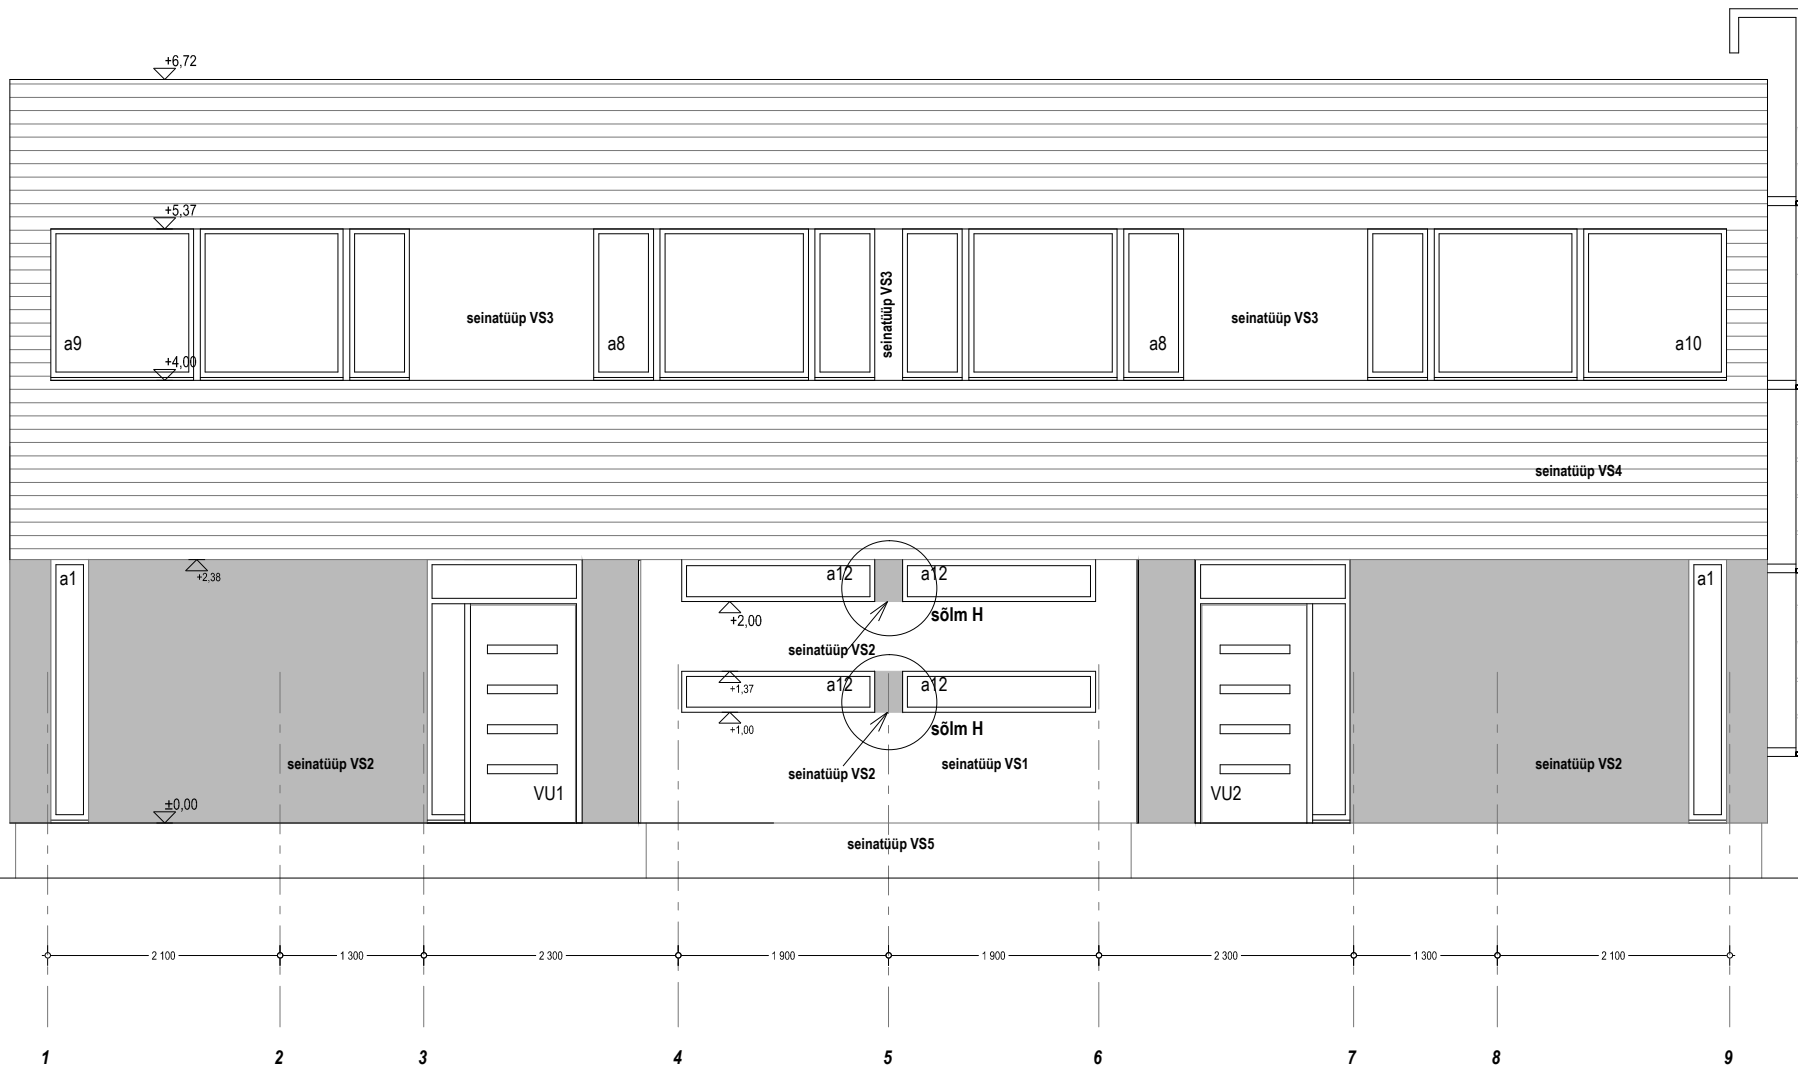 +6,72
+5,37
seinatüüp VS3
seinatüüp VS3
seinatüüp VS3
a9
a8
a8
a10
+4,00
seinatüüp VS4
a1
+2,38
a12
a12
a1
+2,00
sõlm H
seinatüüp VS2
+1,37
a12
a12
+1,00
sõlm H
seinatüüp VS2
seinatüüp VS2
seinatüüp VS1
seinatüüp VS2
VU1
VU2
±0,00
seinatüüp VS5
2 100
1 300
2 300
1 900
1 900
2 300
1 300
2 100
1
2
3
4
5
6
7
8
9